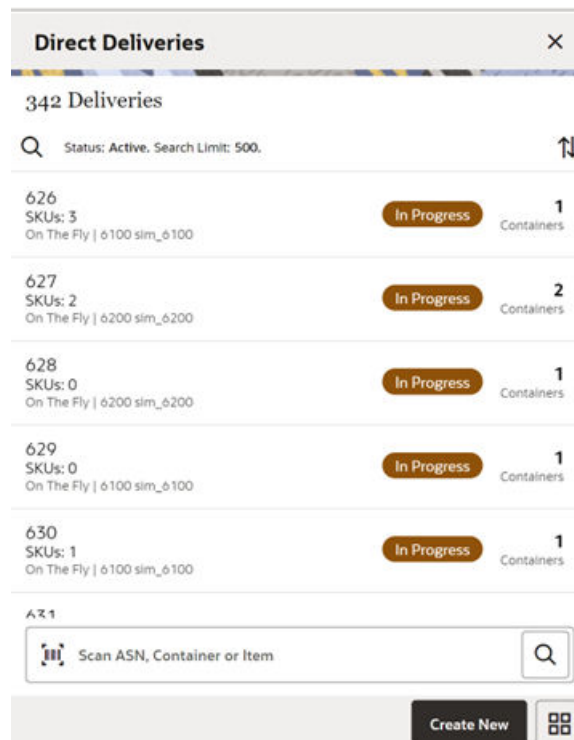 Direct Deliveries
342 Deliveries
Status: Active. Search Limit: 500.
626
SKUs: 3
On The Fly | 6100 sim_6100
In Progress
1
Containers
627
SKUs: 2
On The Fly | 6200 sim_6200
In Progress
2
Containers
628
SKUs: 0
On The Fly | 6200 sim_6200
In Progress
1
Containers
629
SKUs: 0
On The Fly | 6100 sim_6100
In Progress
1
Containers
630
SKUs: 1
On The Fly | 6100 sim_6100
In Progress
1
Containers
631
Scan ASN, Container or Item
Create New